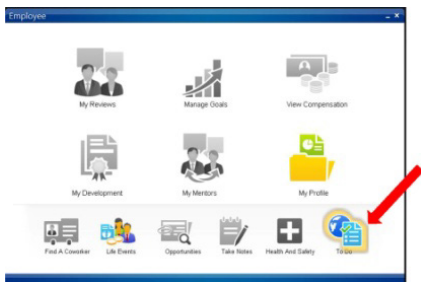 Employee
My Reviews Manage Goals View Compensation
My Development My Mentors My Profile
Find A Coworker Life Events Opportunities Take Notes Health And Safety To Do